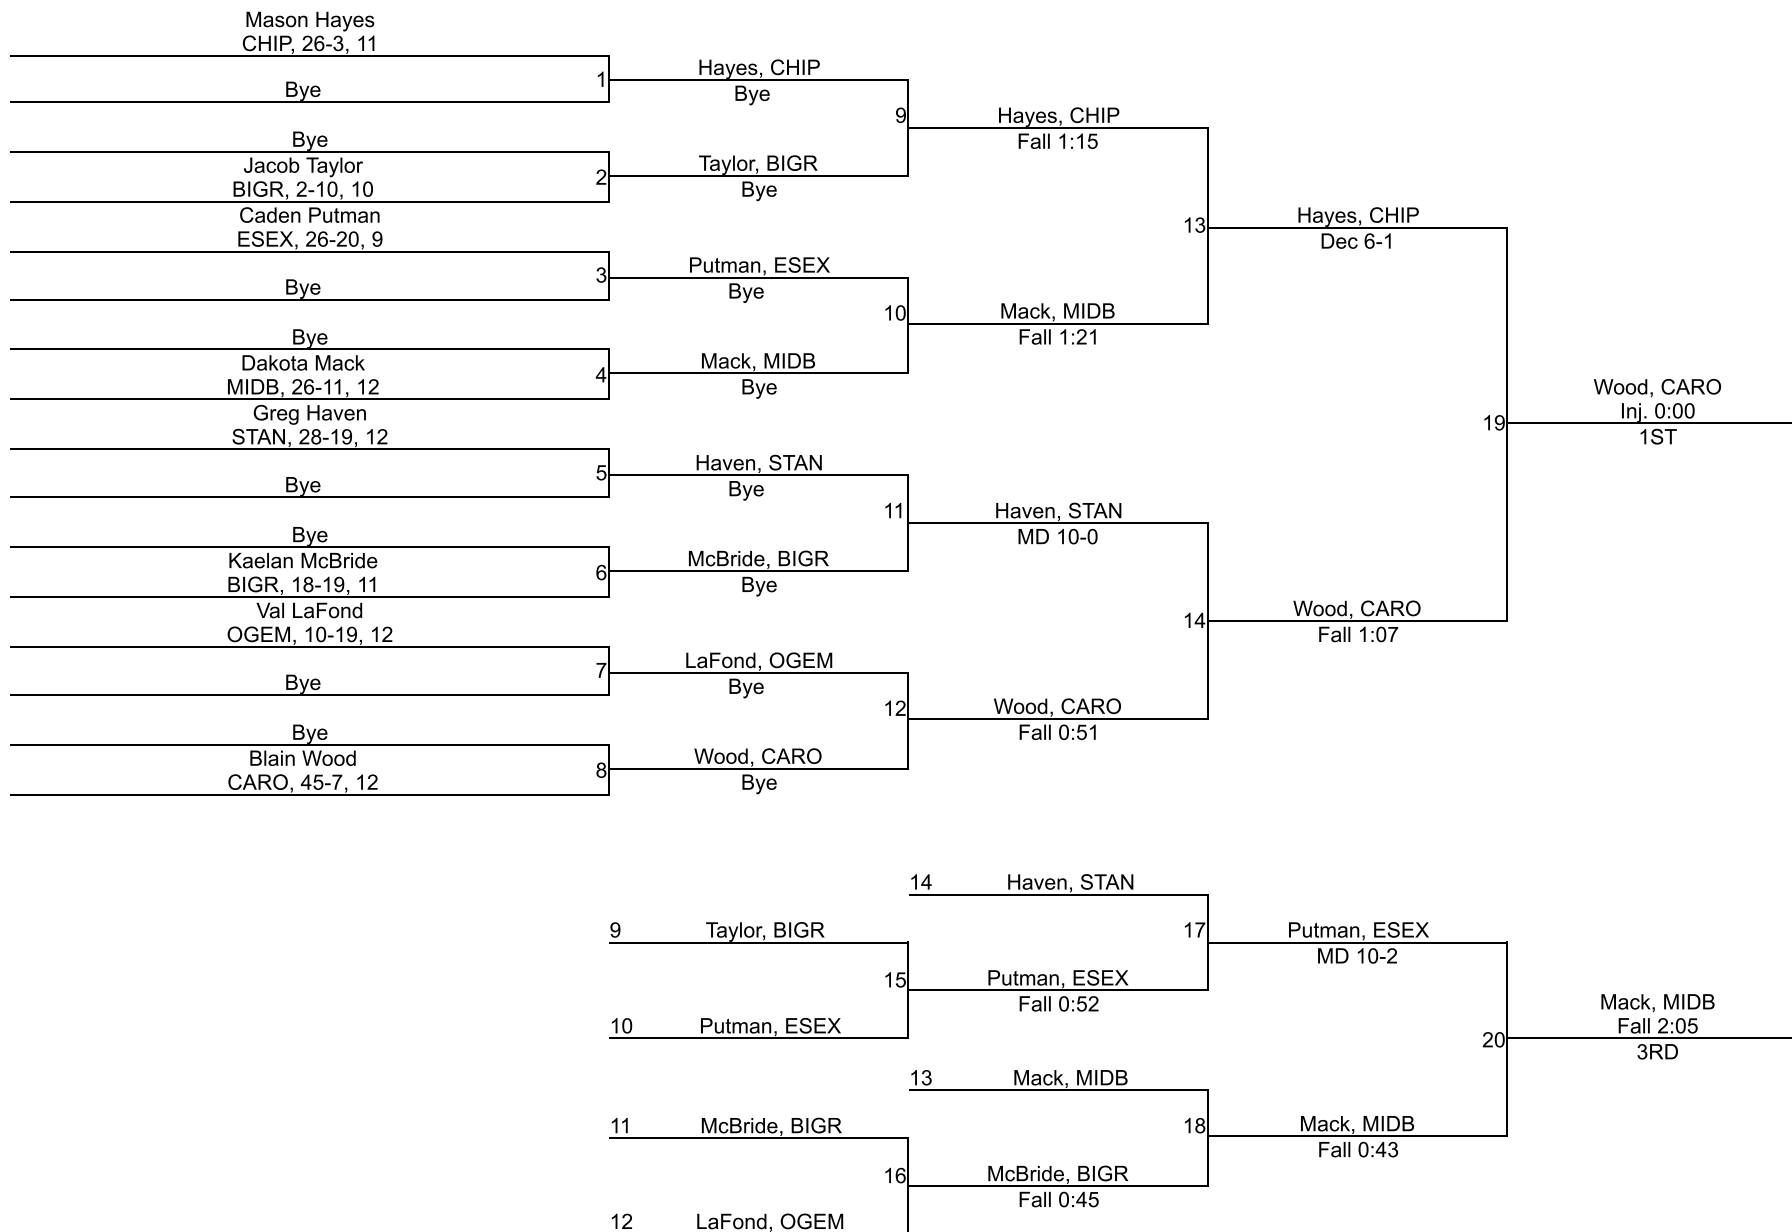 Mason Hayes
CHIP, 26-3, 11
Bye
1
Hayes, CHIP
Bye
Bye
Jacob Taylor
BIGR, 2-10, 10
2
Taylor, BIGR
Bye
9
Hayes, CHIP
Fall 1:15
Caden Putman
ESEX, 26-20, 9
Bye
3
Putman, ESEX
Bye
Bye
Dakota Mack
MIDB, 26-11, 12
4
Mack, MIDB
Bye
10
Mack, MIDB
Fall 1:21
13
Hayes, CHIP
Dec 6-1
Greg Haven
STAN, 28-19, 12
Bye
5
Haven, STAN
Bye
Bye
Kaelan McBride
BIGR, 18-19, 11
6
McBride, BIGR
Bye
11
Haven, STAN
MD 10-0
Val LaFond
OGEM, 10-19, 12
Bye
7
LaFond, OGEM
Bye
Bye
Blain Wood
CARO, 45-7, 12
8
Wood, CARO
Bye
12
Wood, CARO
Fall 0:51
14
Wood, CARO
Fall 1:07
19
Wood, CARO
Inj. 0:00
1ST
14
Haven, STAN
9
Taylor, BIGR
10
Putman, ESEX
15
Putman, ESEX
Fall 0:52
17
Putman, ESEX
MD 10-2
13
Mack, MIDB
11
McBride, BIGR
12
LaFond, OGEM
16
McBride, BIGR
Fall 0:45
18
Mack, MIDB
Fall 0:43
20
Mack, MIDB
Fall 2:05
3RD